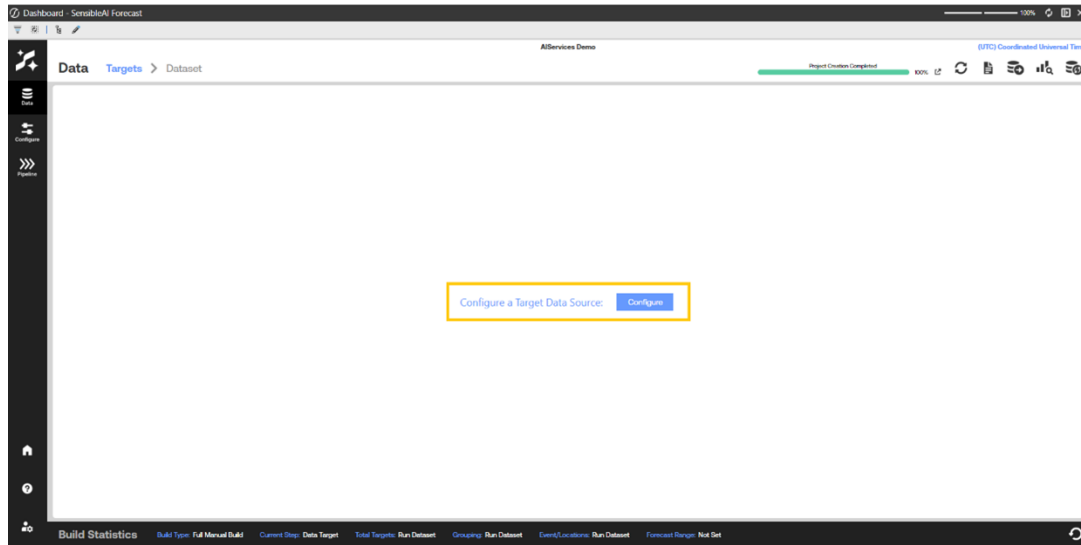 Dashboard - SensibleAI Forecast
100%
AIServices Demo
(UTC) Coordinated Universal Tim
Data Targets > Dataset
Project Creation Completed
100%
Data
Configure
Pipeline
Configure a Target Data Source: Configure
Build Statistics Build Type: Full Manual Build Current Step: Data Target Total Targets: Run Dataset Grouping: Run Dataset Event/Locations: Run Dataset Forecast Range: Not Set